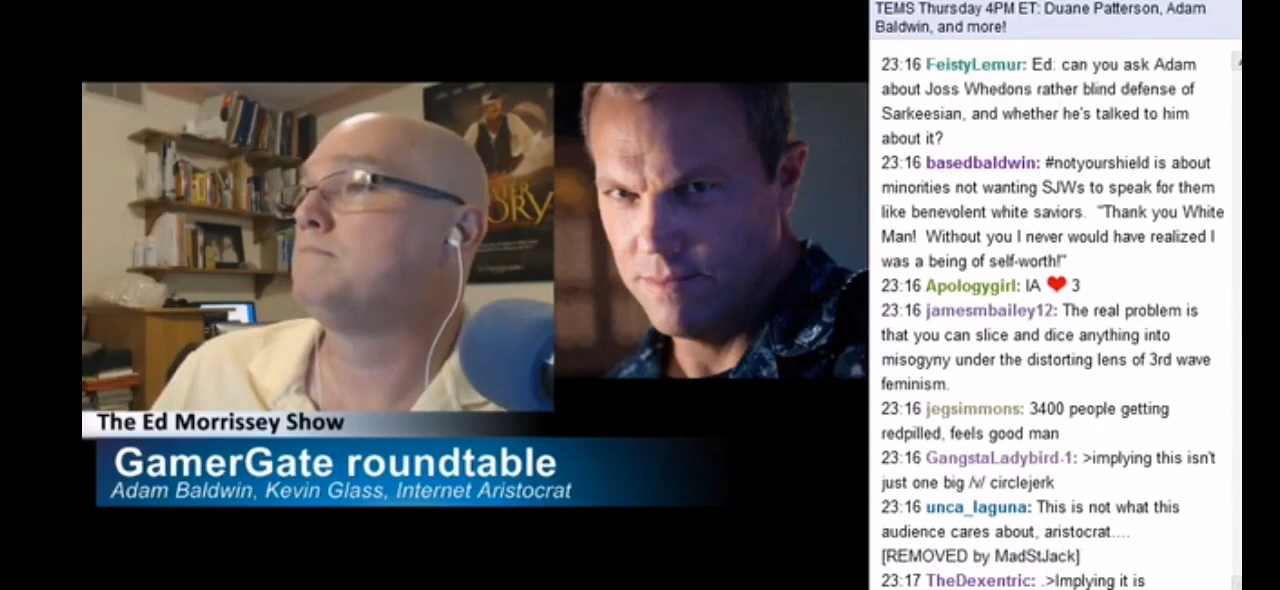 TEMS Thursday 4PM ET: Duane Patterson, Adam
Baldwin, and more!
23:16 FeistyLemur: Ed: can you ask Adam
about Joss Whedons rather blind defense of
Sarkeesian, and whether he's talked to him
about it?
23:16 basedbaldwin: #notyourshield is about
minorities not wanting SJWs to speak for them
like benevolent white saviors. "Thank you White
Man! Without you I never would have realized I
was a being of self-worth!"
23:16 Apologygirl: IA ❤ 3
23:16 jamesmbailey12: The real problem is
that you can slice and dice anything into
misogyny under the distorting lens of 3rd wave
feminism.
23:16 jegsimmons: 3400 people getting
redpilled, feels good man
23:16 GangstaLadybird-1: >implying this isn't
just one big /v/ circlejerk
23:16 unca_laguna: This is not what this
audience cares about, aristocrat....
[REMOVED by MadStJack]
23:17 TheDexentric: .>Implying it is
The Ed Morrissey Show
GamerGate roundtable
Adam Baldwin, Kevin Glass, Internet Aristocrat